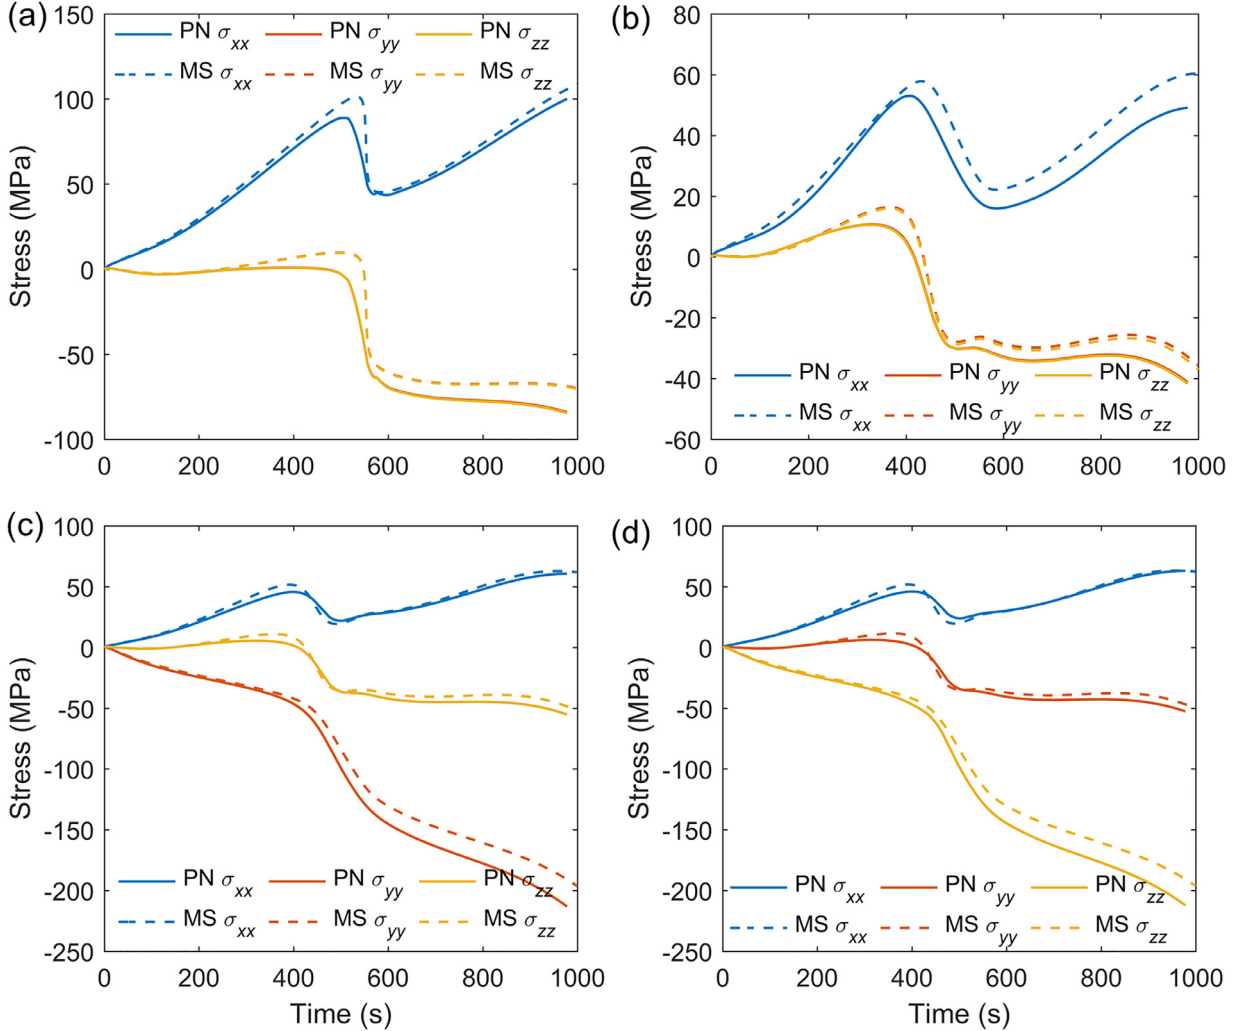 (a)
150
100
50
0
-50
-100
Stress (MPa)
PN σxx PN σyy PN σzz
MS σxx MS σyy MS σzz
0 200 400 600 800 1000
(b)
80
60
40
20
0
-20
-40
-60
Stress (MPa)
PN σxx PN σyy PN σzz
MS σxx MS σyy MS σzz
0 200 400 600 800 1000
(c)
100
50
0
-50
-100
-150
-200
-250
Stress (MPa)
PN σxx PN σyy PN σzz
MS σxx MS σyy MS σzz
0 200 400 600 800 1000
Time (s)
(d)
100
50
0
-50
-100
-150
-200
-250
Stress (MPa)
PN σxx PN σyy PN σzz
MS σxx MS σyy MS σzz
0 200 400 600 800 1000
Time (s)